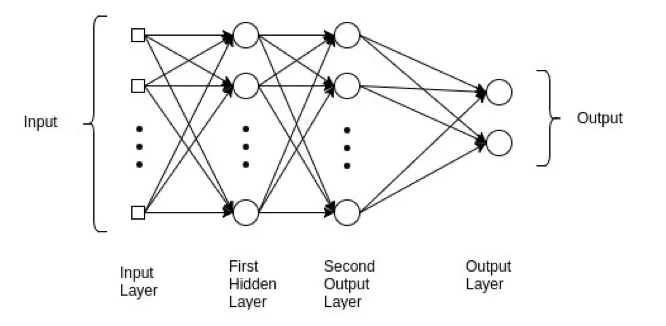 Input
Output
Input
Layer
First
Hidden
Layer
Second
Output
Layer
Output
Layer